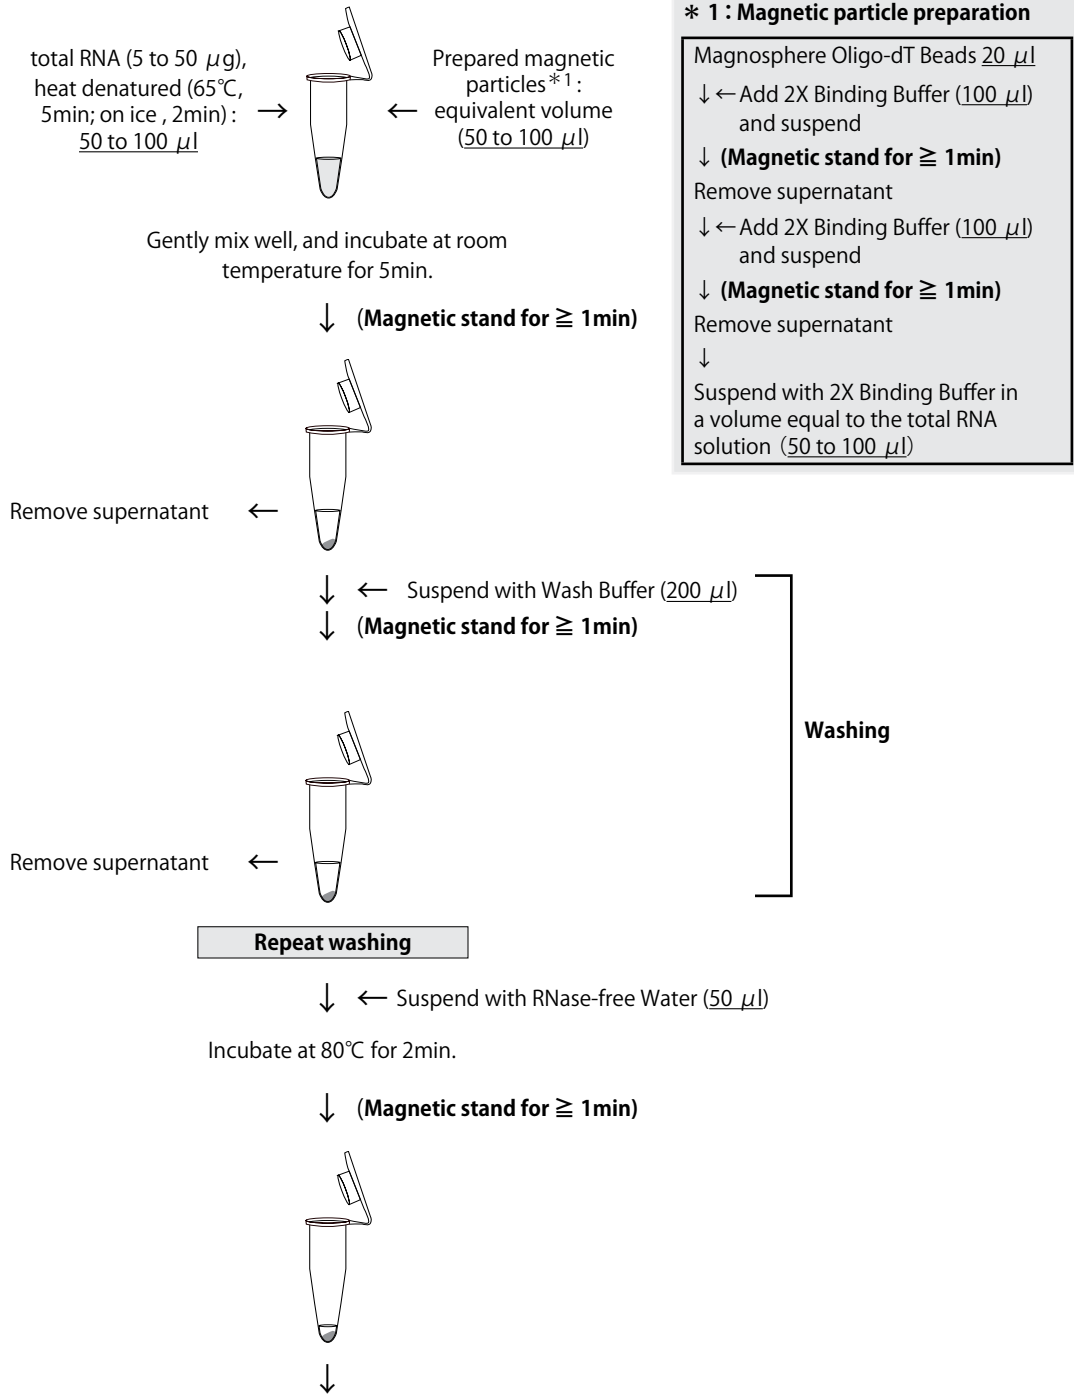 total RNA (5 to 50 μg),
heat denatured (65℃,
5min; on ice , 2min) :
50 to 100 μl
→
←
Prepared magnetic
particles*1 :
equivalent volume
(50 to 100 μl)
Gently mix well, and incubate at room
temperature for 5min.
↓ (Magnetic stand for ≧ 1min)
Remove supernatant ←
↓ ← Suspend with Wash Buffer (200 μl)
↓ (Magnetic stand for ≧ 1min)
Washing
Remove supernatant ←
Repeat washing
↓ ← Suspend with RNase-free Water (50 μl)
Incubate at 80℃ for 2min.
↓ (Magnetic stand for ≧ 1min)
↓
* 1 : Magnetic particle preparation
Magnosphere Oligo-dT Beads 20 μl
↓ ← Add 2X Binding Buffer (100 μl)
and suspend
↓ (Magnetic stand for ≧ 1min)
Remove supernatant
↓ ← Add 2X Binding Buffer (100 μl)
and suspend
↓ (Magnetic stand for ≧ 1min)
Remove supernatant
↓
Suspend with 2X Binding Buffer in
a volume equal to the total RNA
solution (50 to 100 μl)